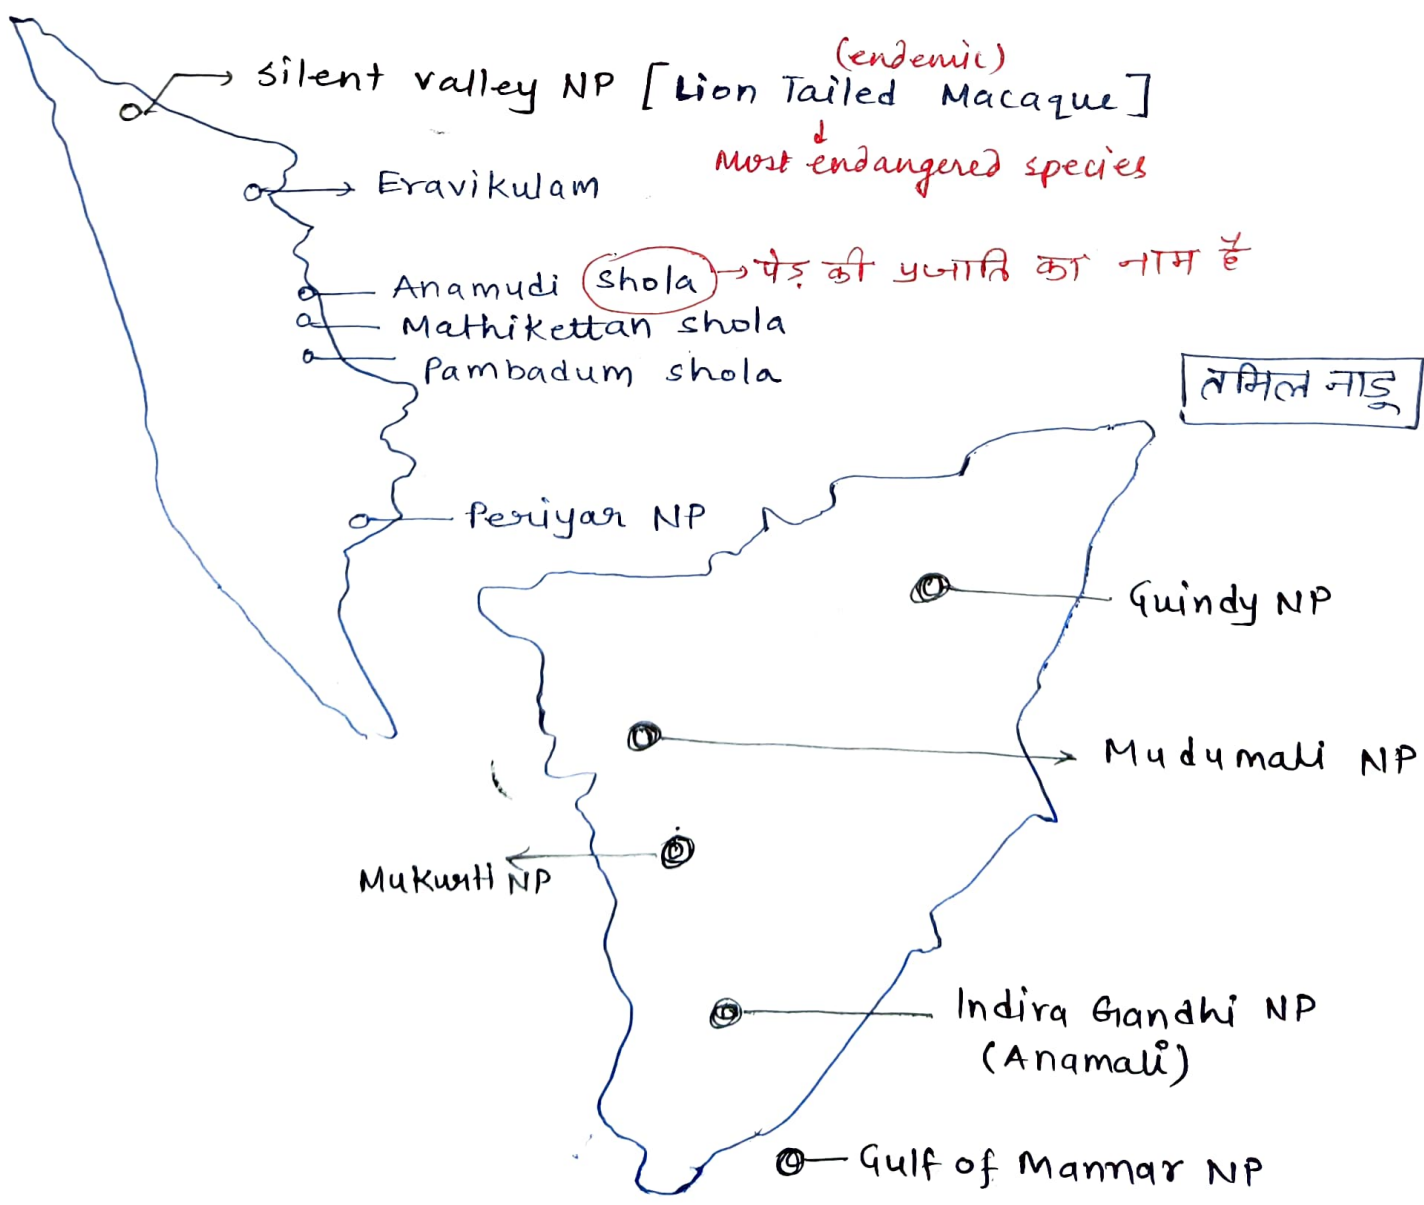 (endemic)
Silent valley NP [Lion Tailed Macaque]
Most endangered species
Eravikulam
Anamudi Shola → पेड़ की प्रजाति का नाम है
Mathikettan shola
Pambadum shola
तमिल नाडू
Periyar NP
Guindy NP
Mudumali NP
Mukurti NP
Indira Gandhi NP
(Anamali)
Gulf of Mannar NP